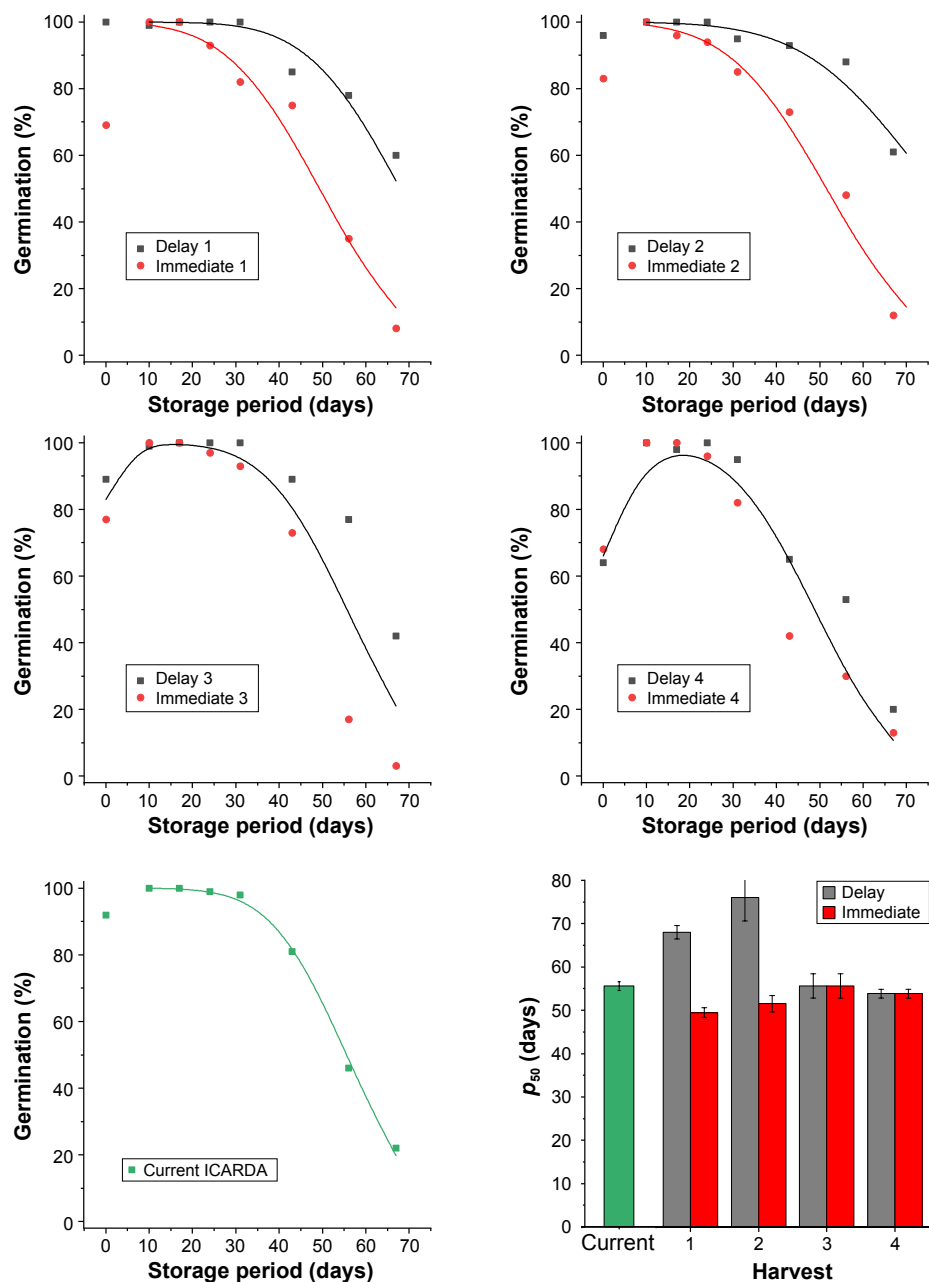 100
80
60
40
20
0
Germination (%)
Delay 1
Immediate 1
0 10 20 30 40 50 60 70
Storage period (days)
100
80
60
40
20
0
Germination (%)
Delay 2
Immediate 2
0 10 20 30 40 50 60 70
Storage period (days)
100
80
60
40
20
0
Germination (%)
Delay 3
Immediate 3
0 10 20 30 40 50 60 70
Storage period (days)
100
80
60
40
20
0
Germination (%)
Delay 4
Immediate 4
0 10 20 30 40 50 60 70
Storage period (days)
100
80
60
40
20
0
Germination (%)
Current ICARDA
0 10 20 30 40 50 60 70
Storage period (days)
80
70
60
50
40
30
20
10
0
p50 (days)
Delay
Immediate
Current 1 2 3 4
Harvest